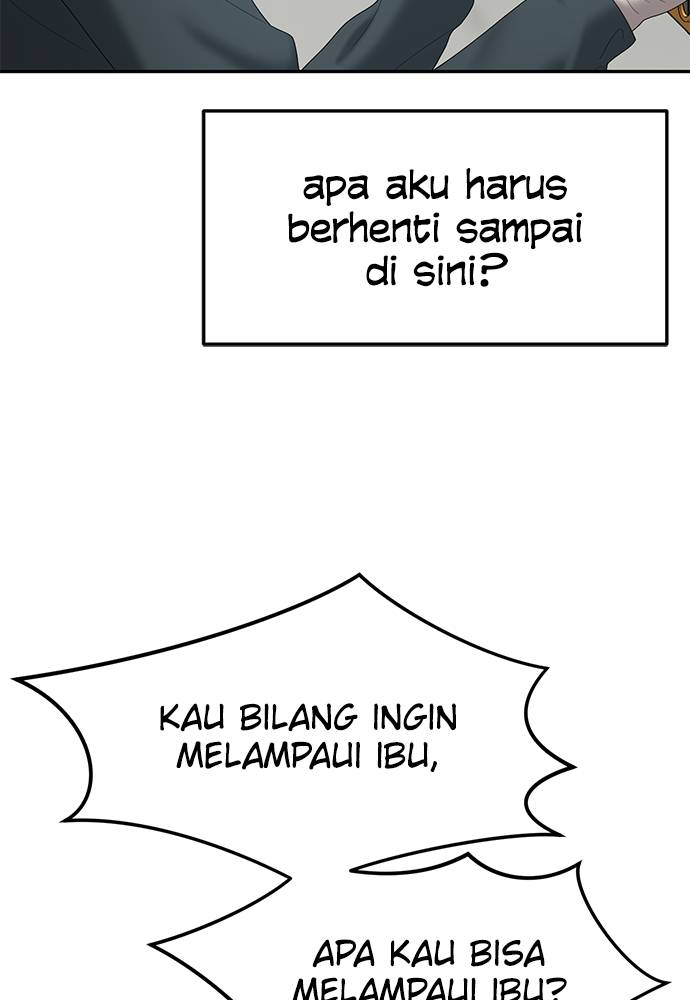 apa aku harus
berhenti sampai
di sini?
KAU BILANG INGIN
MELAMPAUI IBU,
APA KAU BISA
MELAMPAUI IBU?